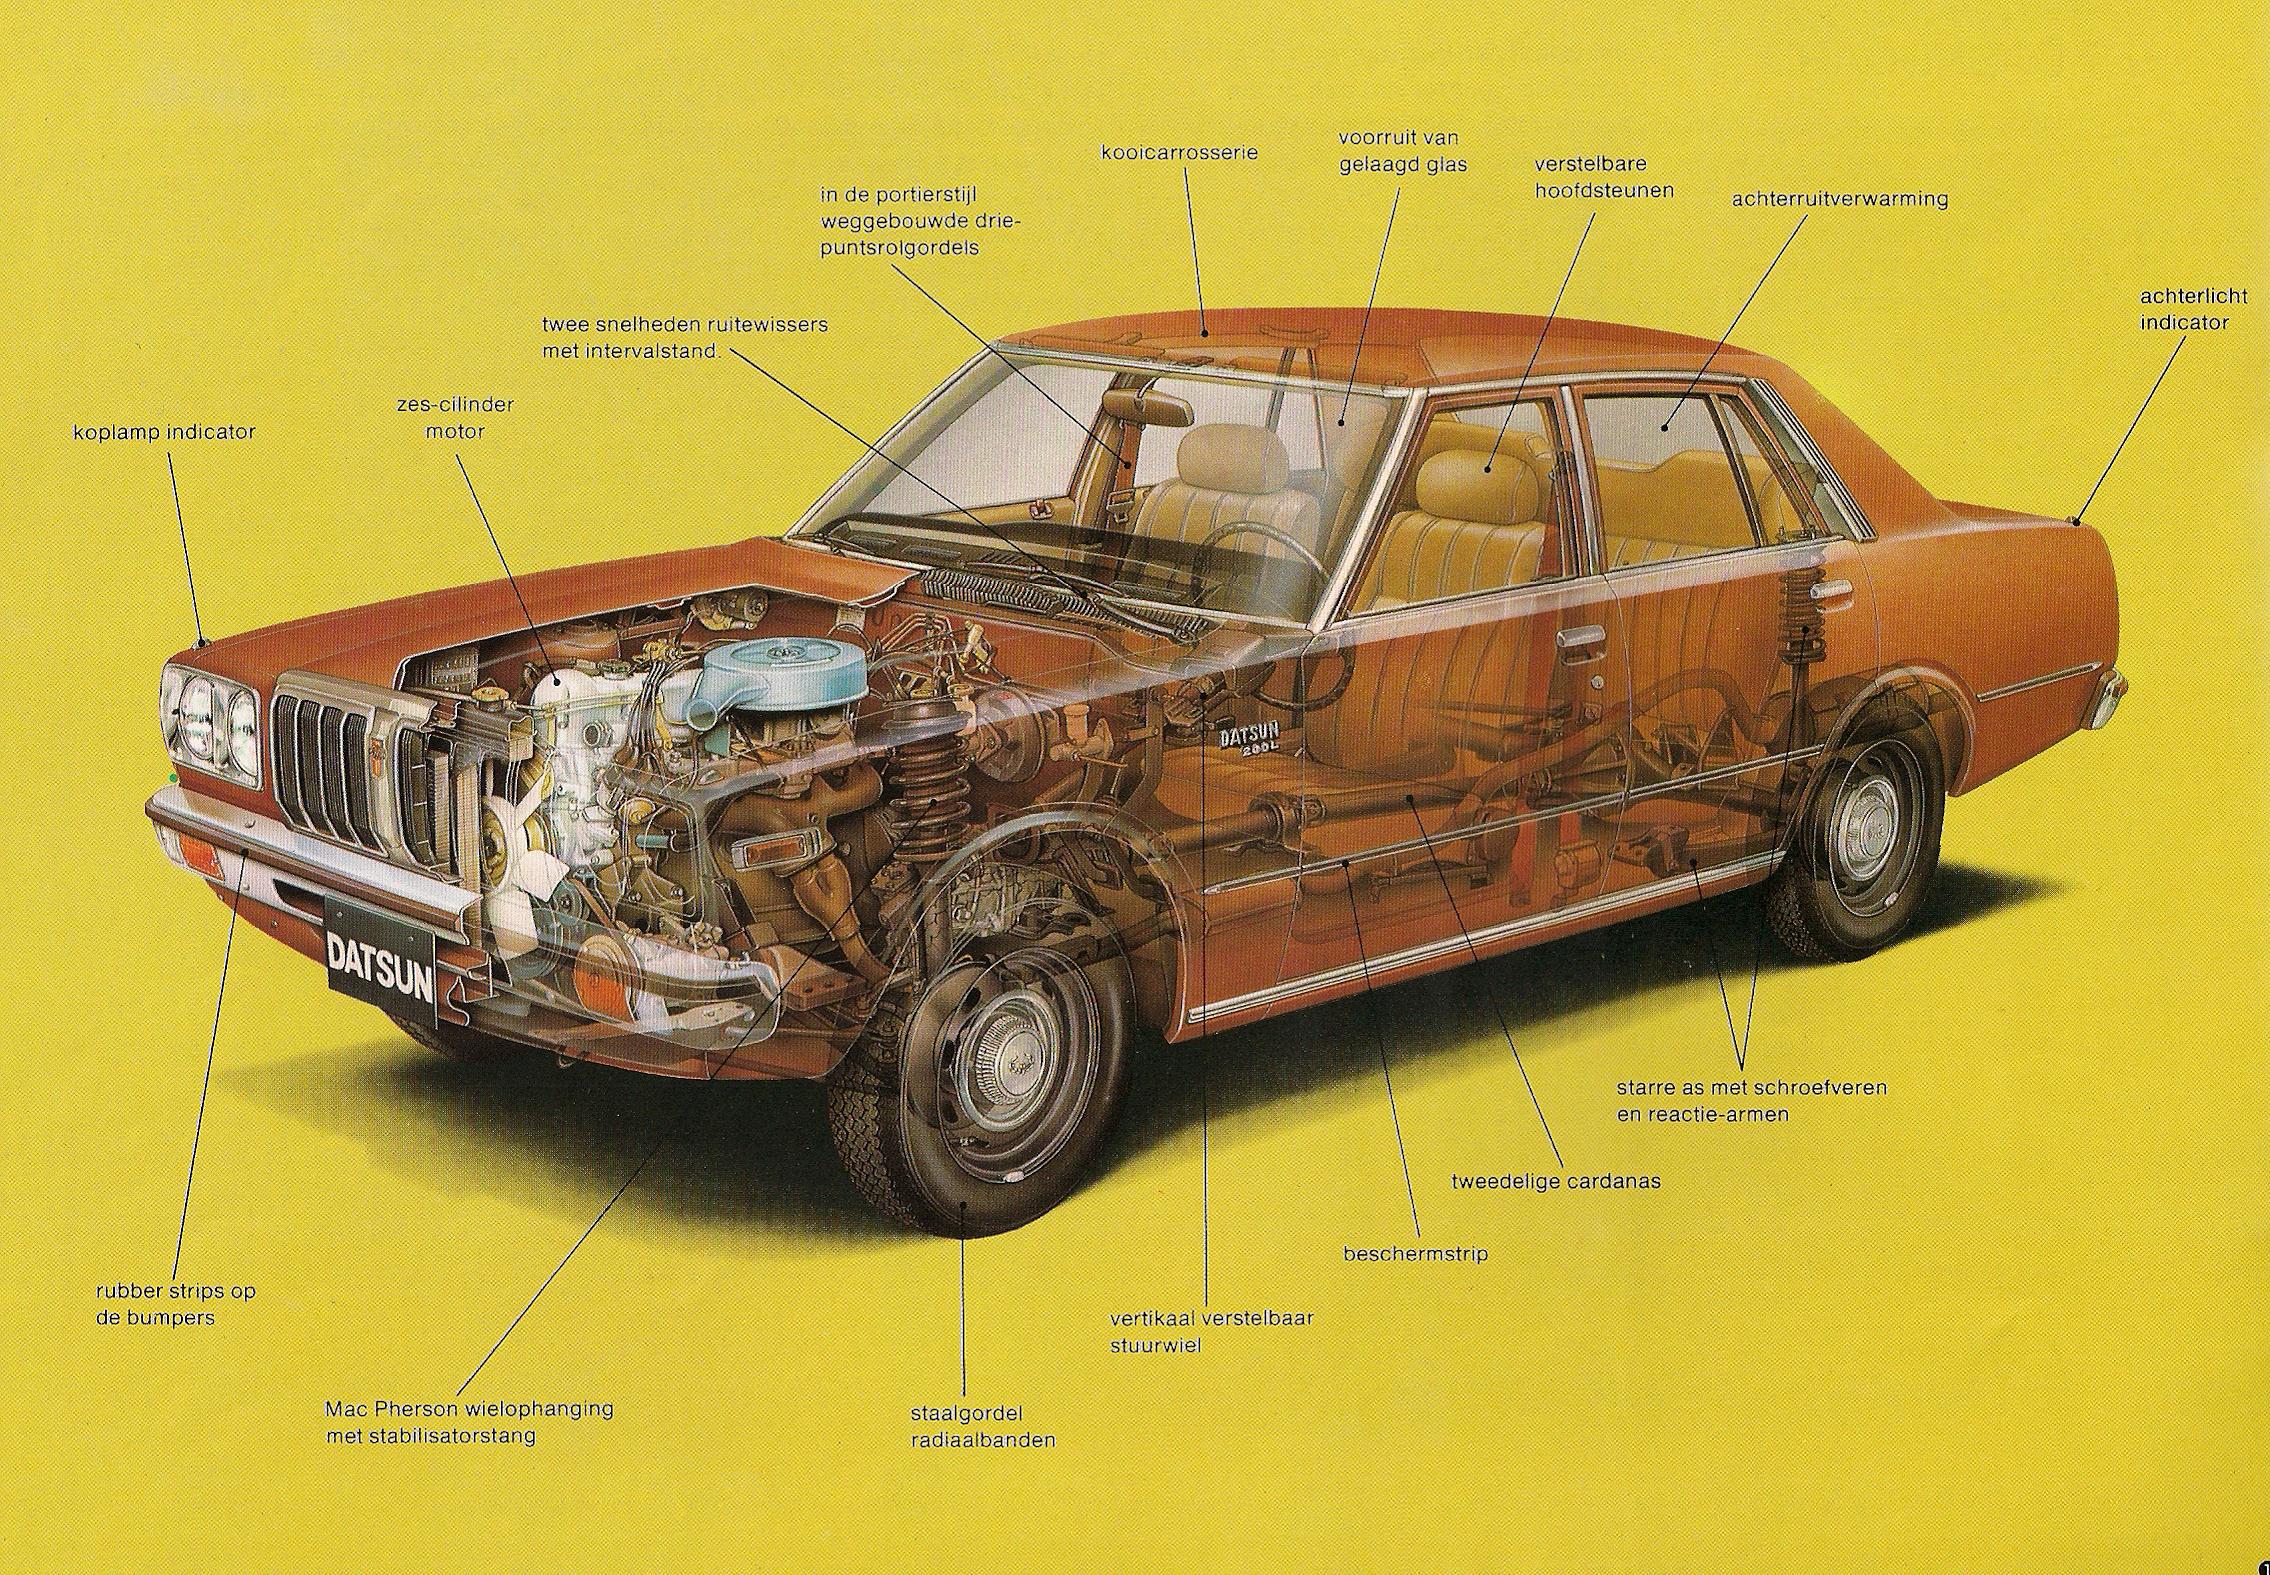 kooicarrosserie
voorruit van
gelaagd glas
verstelbare
hoofdsteunen
achterruitverwarming
in de portierstijl
weggebouwde drie-
puntsrolgordels
achterlicht
indicator
twee snelheden ruitewissers
met intervalstand.
zes-cilinder
motor
koplamp indicator
DATSUN
200L
DATSUN
starre as met schroefveren
en reactie-armen
tweedelige cardanas
beschermstrip
rubber strips op
de bumpers
vertikaal verstelbaar
stuurwiel
Mac Pherson wielophanging
met stabilisatorstang
staalgordel
radiaalbanden